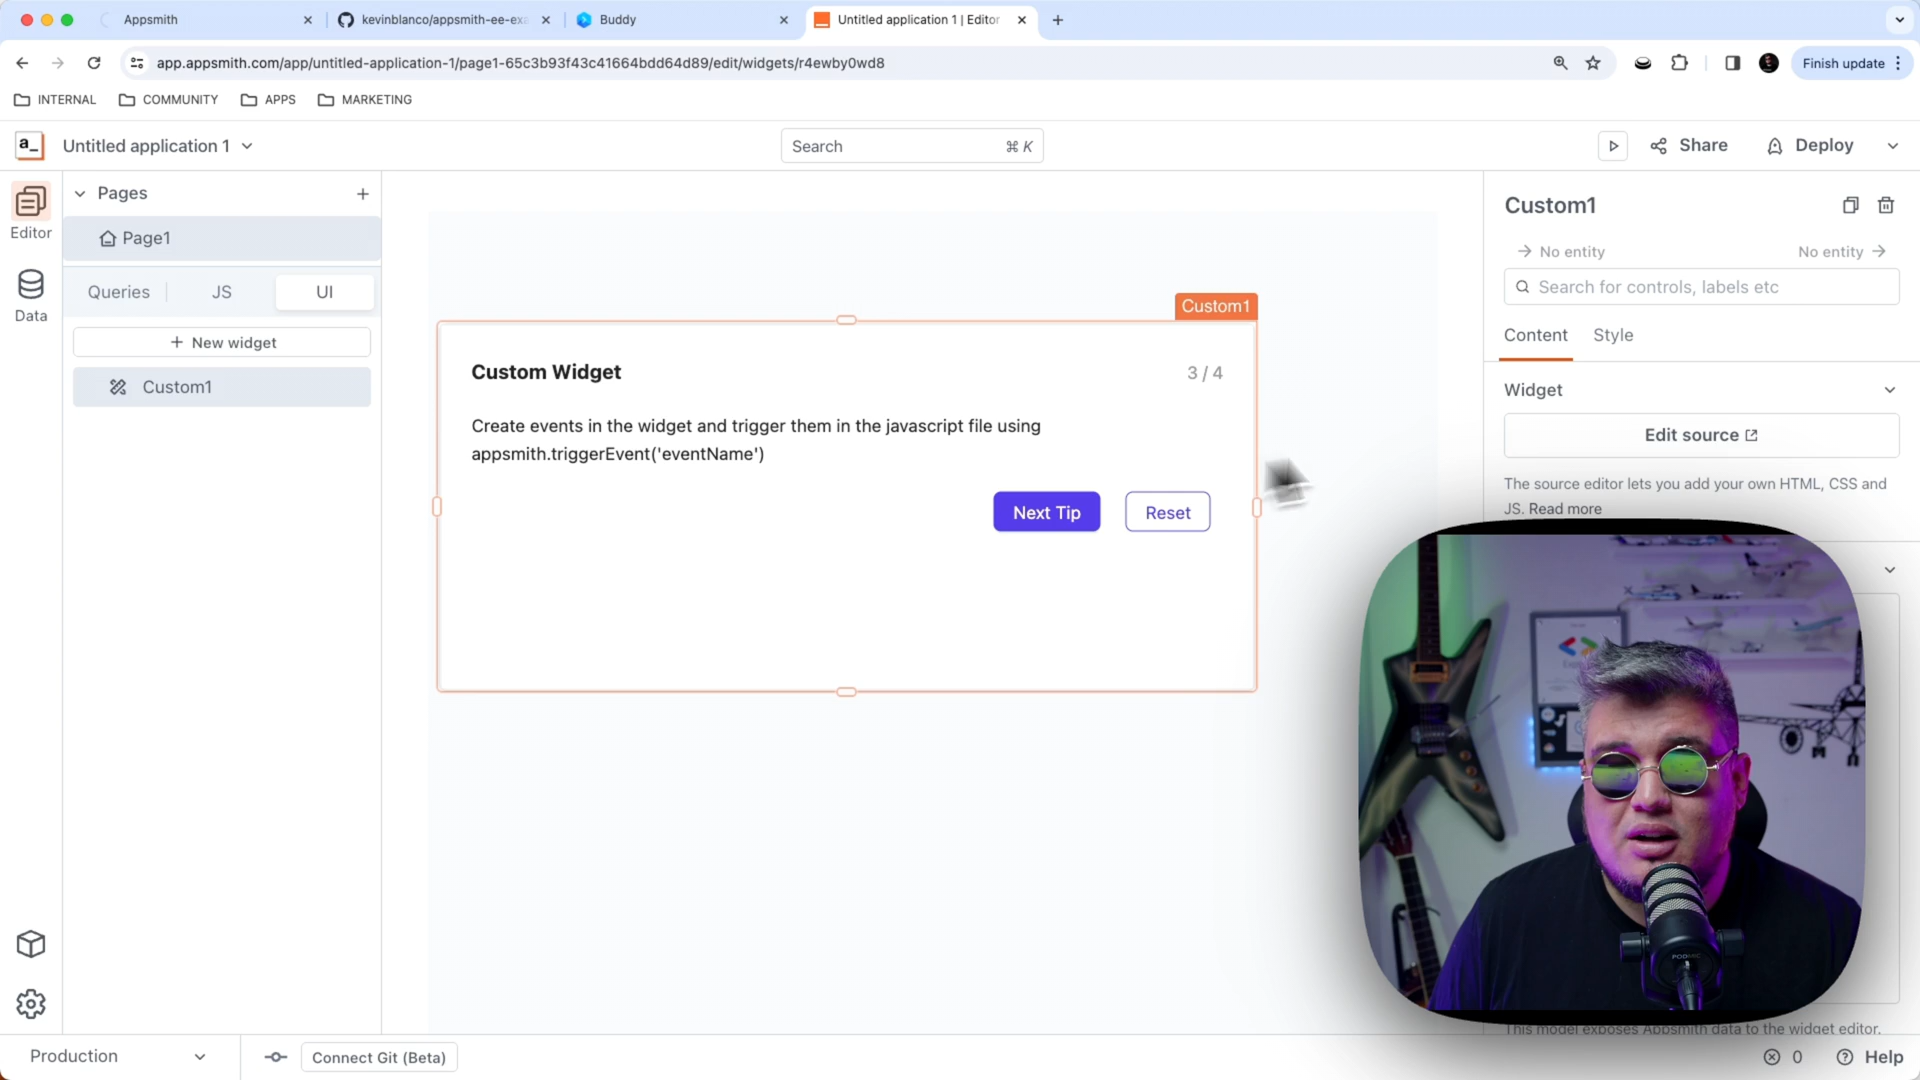 Appsmith
kevinblanco/appsmith-ee-exa
Buddy
Untitled application 1 | Editor
app.appsmith.com/app/untitled-application-1/page1-65c3b93f43c41664bdd64d89/edit/widgets/r4ewby0wd8
Finish update
INTERNAL
COMMUNITY
APPS
MARKETING
a_
Untitled application 1
Search
⌘ K
Share
Deploy
Editor
Data
Pages
Page1
Queries
JS
UI
New widget
Custom1
Custom1
Custom Widget
3 / 4
Create events in the widget and trigger them in the javascript file using
appsmith.triggerEvent('eventName')
Next Tip
Reset
Custom1
No entity
No entity
Search for controls, labels etc
Content
Style
Widget
Edit source
The source editor lets you add your own HTML, CSS and
JS. Read more
This model exposes Appsmith data to the widget editor.
Production
Connect Git (Beta)
0
Help